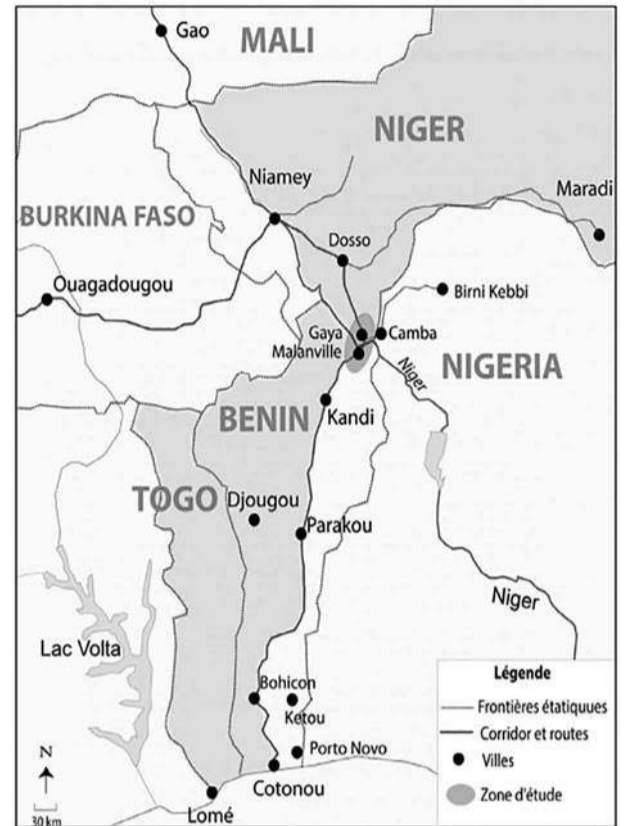 Gao
MALI
NIGER
Niamey
Maradi
BURKINA FASO
Dosso
Ouagadougou
Birni Kebbi
Gaya
Camba
Malanville
Niger
NIGERIA
BENIN
Kandi
TOGO
Djougou
Parakou
Niger
Lac Volta
Légende
Bohicon
Frontières étatiquues
Ketou
Corridor et routes
Porto Novo
Villes
N
Cotonou
Zone d'étude
30 km
Lomé